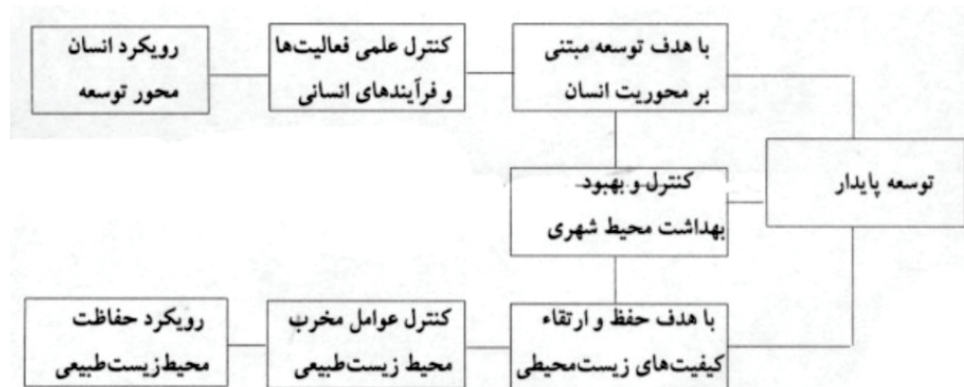 رویکرد انسان
محور توسعه
کنترل علمی فعالیت‌ها
و فرآیندهای انسانی
با هدف توسعه مبتنی
بر محوریت انسان
کنترل و بهبود
بهداشت محیط شهری
توسعه پایدار
رویکرد حفاظت
محیط‌زیست‌طبیعی
کنترل عوامل مخرب
محیط زیست‌طبیعی
با هدف حفظ و ارتقاء
کیفیت‌های زیست‌محیطی